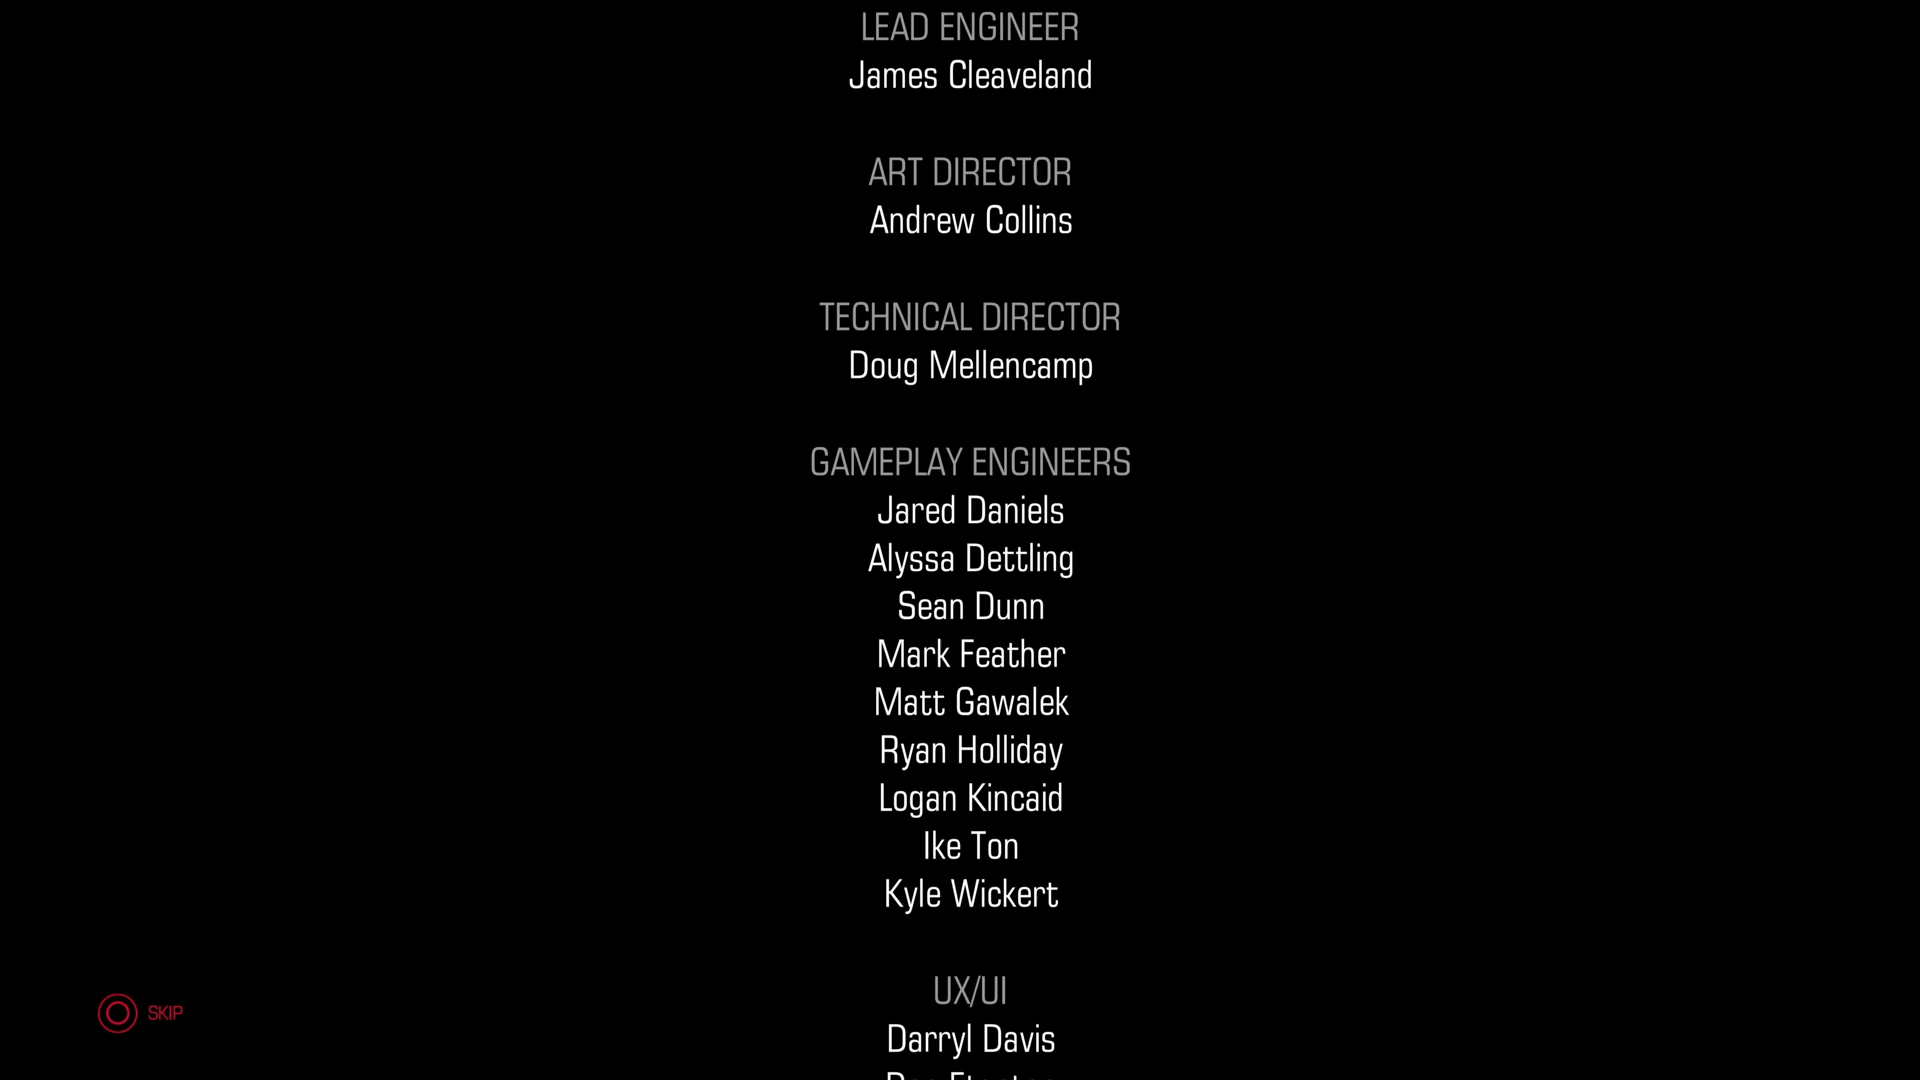 LEAD ENGINEER
James Cleaveland
ART DIRECTOR
Andrew Collins
TECHNICAL DIRECTOR
Doug Mellencamp
GAMEPLAY ENGINEERS
Jared Daniels
Alyssa Dettling
Sean Dunn
Mark Feather
Matt Gawalek
Ryan Holliday
Logan Kincaid
Ike Ton
Kyle Wickert
UX/UI
SKIP
Darryl Davis